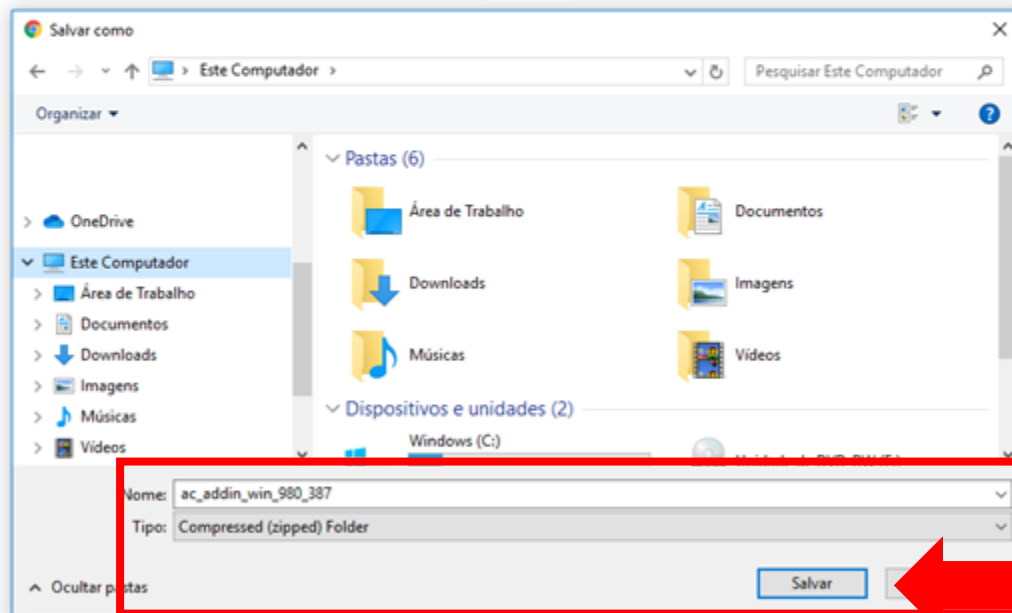 Salvar como
Este Computador
Pesquisar Este Computador
Organizar
OneDrive
Este Computador
Área de Trabalho
Documentos
Downloads
Imagens
Músicas
Vídeos
Pastas (6)
Área de Trabalho
Documentos
Downloads
Imagens
Músicas
Vídeos
Dispositivos e unidades (2)
Windows (C:)
Nome: ac_addin_win_980_387
Tipo: Compressed (zipped) Folder
Ocultar pastas
Salvar